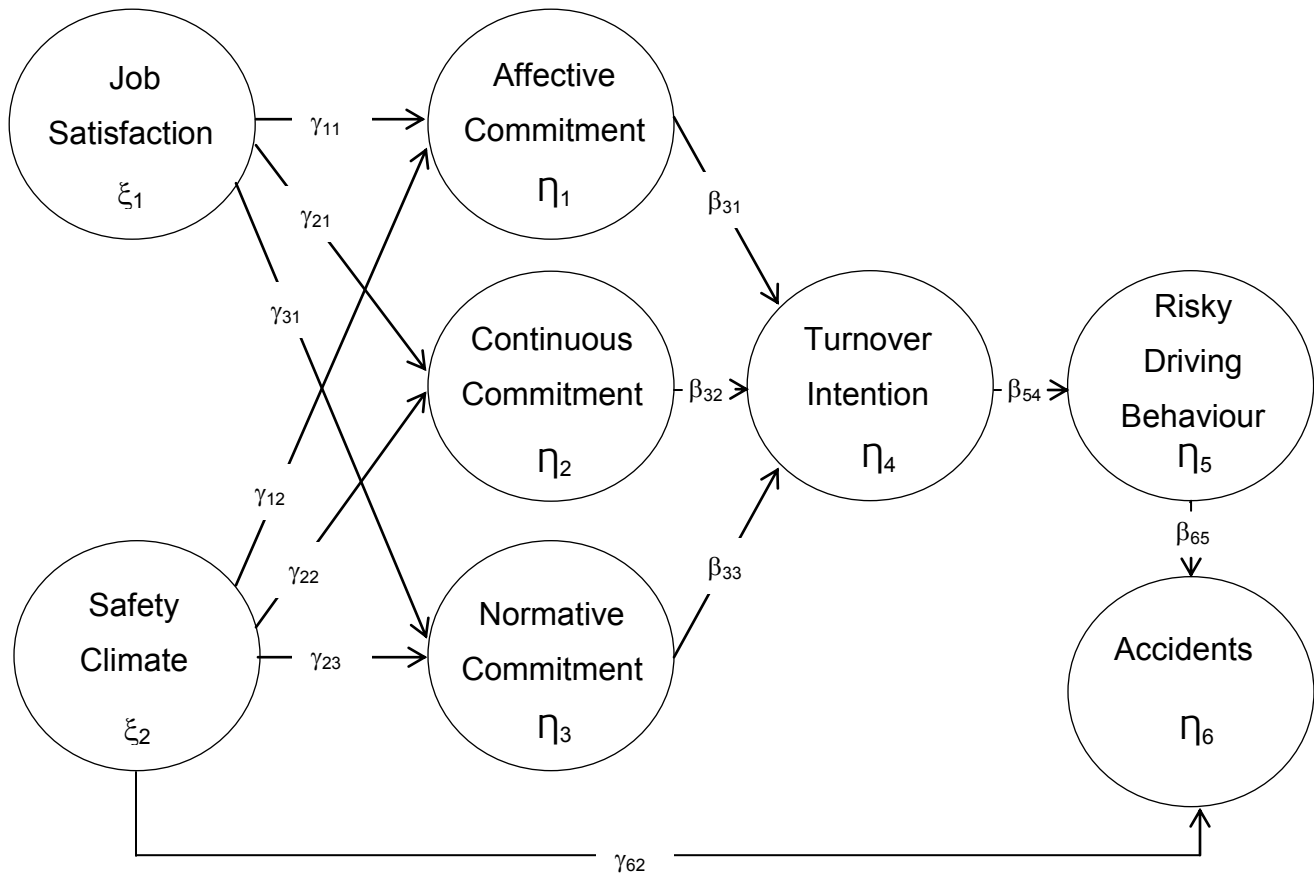 Job
Satisfaction
ξ₁
γ₁₁
Affective
Commitment
η₁
γ₂₁
β₃₁
γ₃₁
Continuous
Commitment
η₂
β₃₂
Turnover
Intention
η₄
β₅₄
Risky
Driving
Behaviour
η₅
γ₁₂
γ₂₂
β₃₃
β₆₅
Safety
Climate
ξ₂
γ₂₃
Normative
Commitment
η₃
Accidents
η₆
γ₆₂